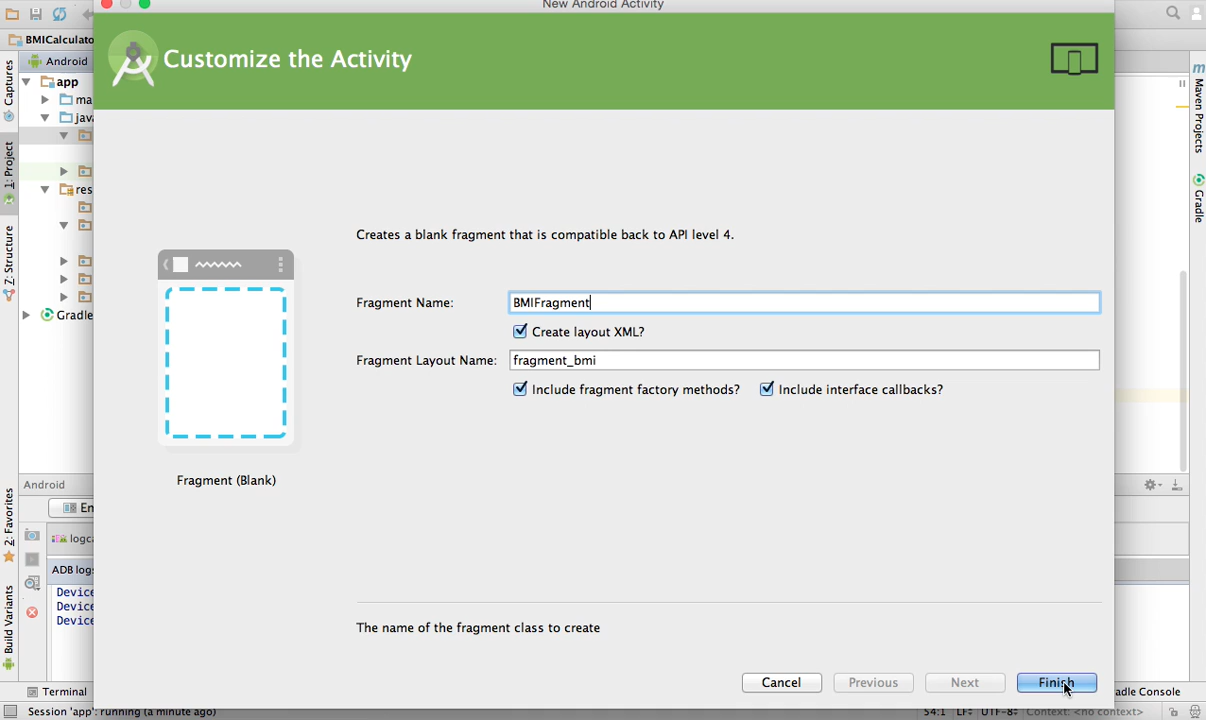 New Android Activity
BMICalculato
Customize the Activity
Captures
Android
app
ma
java
Maven Projects
1: Project
res
Gradle
Z: Structure
Creates a blank fragment that is compatible back to API level 4.
Fragment Name: BMIFragment
Create layout XML?
Gradle
Fragment Layout Name: fragment_bmi
Include fragment factory methods? Include interface callbacks?
Fragment (Blank)
Android
2: Favorites
En
logca
ADB logs
Device
Device
Device
Build Variants
The name of the fragment class to create
Cancel Previous Next Finish
Terminal
adle Console
Session 'app': running (a minute ago)
54:1 LF÷ UTF-8÷ Context: <no context>